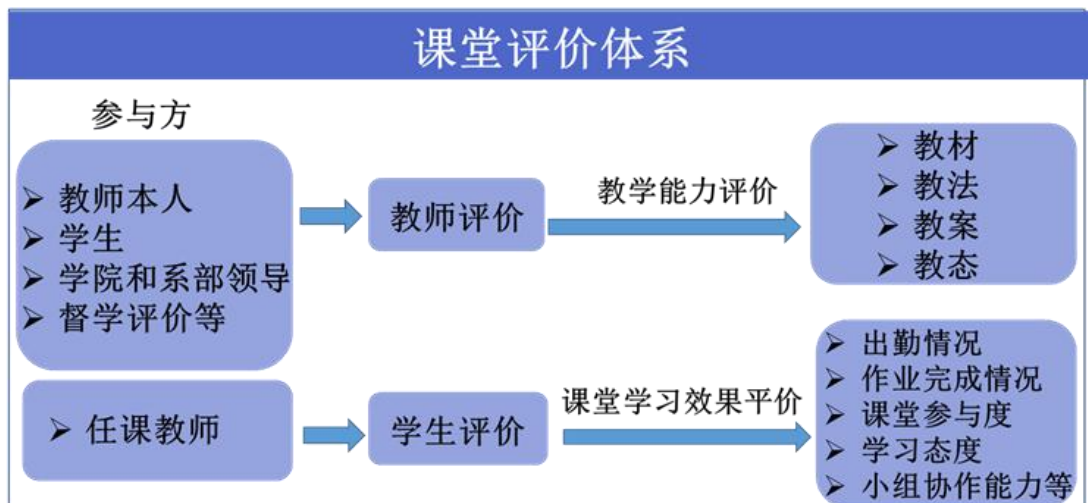 课堂评价体系
参与方
➢ 教师本人
➢ 学生
➢ 学院和系部领导
➢ 督学评价等
教师评价
教学能力评价
➢ 教材
➢ 教法
➢ 教案
➢ 教态
➢ 任课教师
学生评价
课堂学习效果平价
➢ 出勤情况
➢ 作业完成情况
➢ 课堂参与度
➢ 学习态度
➢ 小组协作能力等